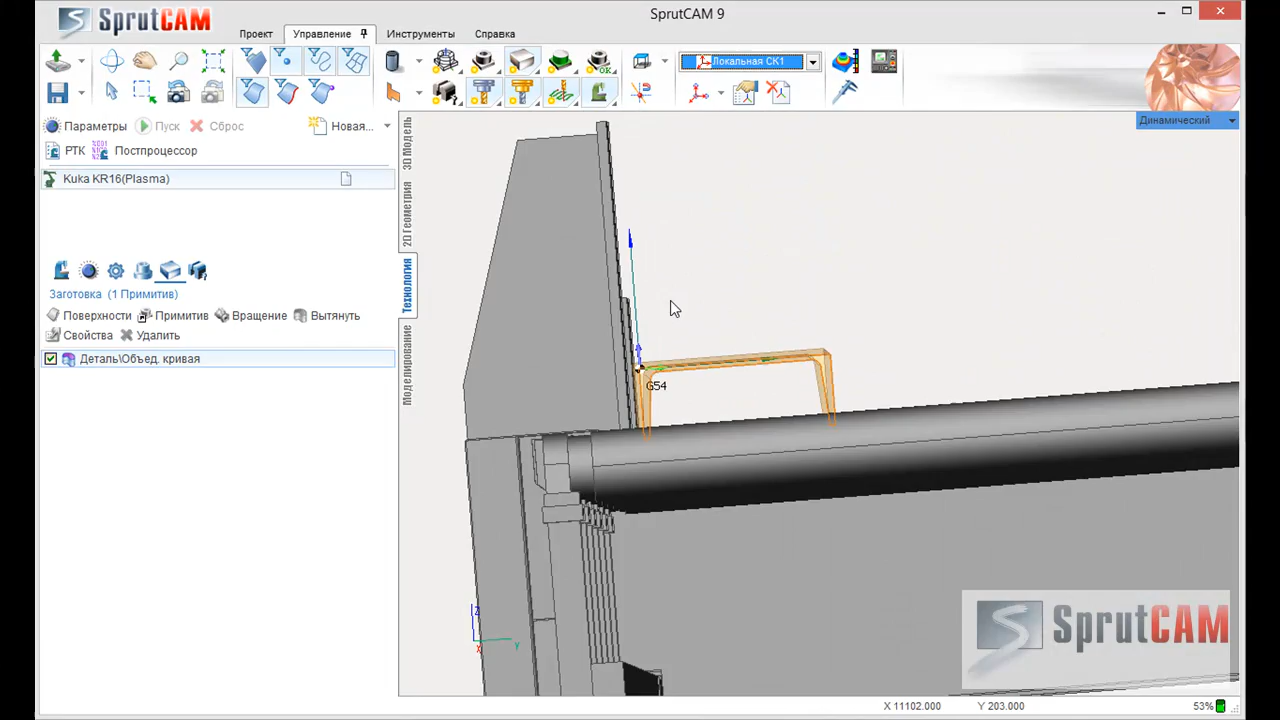 SprutCAM 9
SprutCAM
Проект Управление Инструменты Справка
Локальная СК1
OK
Динамический
Параметры Пуск Сброс Новая...
РТК Постпроцессор
Kuka KR16(Plasma)
3D Модель
2D Геометрия
Технология
Моделирование
Заготовка (1 Примитив)
Поверхности Примитив Вращение Вытянуть
Свойства Удалить
Деталь\Объед. кривая
G54
Z
Y
X
SprutCAM
X 11102.000 Y 203.000 53%